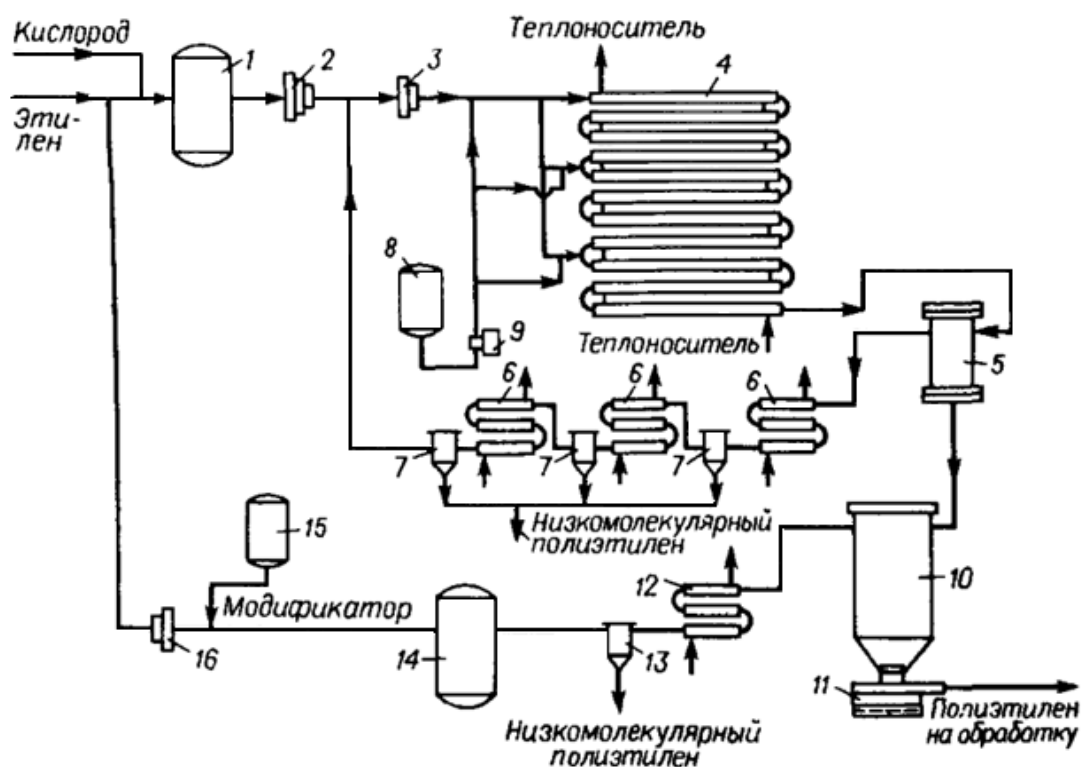 Теплоноситель
Кислород
1
2
3
4
Эти-
лен
8
9
Теплоноситель
5
6
6
6
7
7
7
Низкомолекулярный
полиэтилен
15
Модификатор
12
10
16
14
13
11
Полиэтилен
на обработку
Низкомолекулярный
полиэтилен